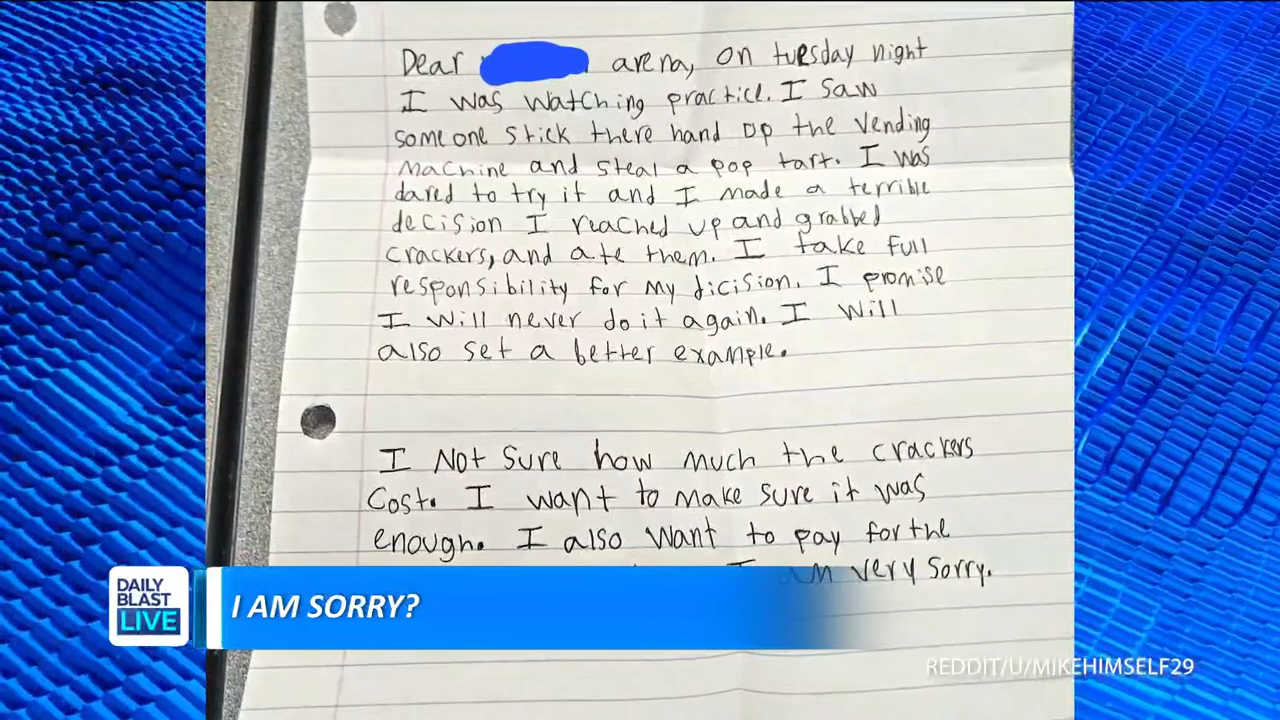 Dear arena, on tuesday night
I was watching practice. I saw
someone stick there hand up the vending
machine and steal a pop tart. I was
dared to try it and I made a terrible
decision I reached up and grabbed
crackers, and ate them. I take full
responsibility for my dicision. I promise
I will never do it again. I will
also set a better example.
I Not sure how much the crackers
cost. I want to make sure it was
enough. I also want to pay for the
I am very sorry.
DAILY
BLAST
LIVE
I AM SORRY?
REDDIT/U/MIKEHIMSELF29